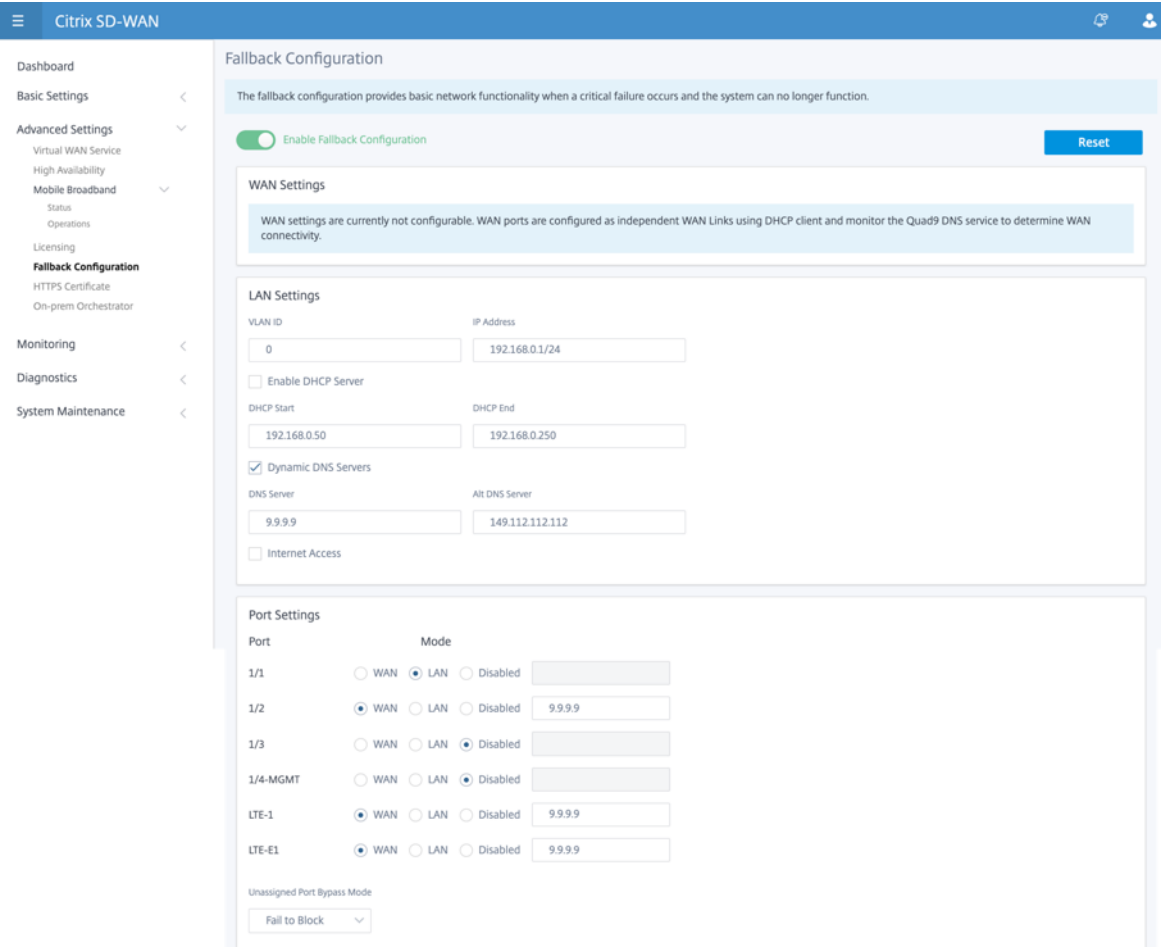 Citrix SD-WAN
Dashboard
Basic Settings
Advanced Settings
Virtual WAN Service
High Availability
Mobile Broadband
Status
Operations
Licensing
Fallback Configuration
HTTPS Certificate
On-prem Orchestrator
Monitoring
Diagnostics
System Maintenance
Fallback Configuration
The fallback configuration provides basic network functionality when a critical failure occurs and the system can no longer function.
Enable Fallback Configuration
Reset
WAN Settings
WAN settings are currently not configurable. WAN ports are configured as independent WAN Links using DHCP client and monitor the Quad9 DNS service to determine WAN
connectivity.
LAN Settings
VLAN ID IP Address
0 192.168.0.1/24
Enable DHCP Server
DHCP Start DHCP End
192.168.0.50 192.168.0.250
Dynamic DNS Servers
DNS Server Alt DNS Server
9.9.9.9 149.112.112.112
Internet Access
Port Settings
Port Mode
1/1 WAN LAN Disabled
1/2 WAN LAN Disabled 9.9.9.9
1/3 WAN LAN Disabled
1/4-MGMT WAN LAN Disabled
LTE-1 WAN LAN Disabled 9.9.9.9
LTE-E1 WAN LAN Disabled 9.9.9.9
Unassigned Port Bypass Mode
Fail to Block